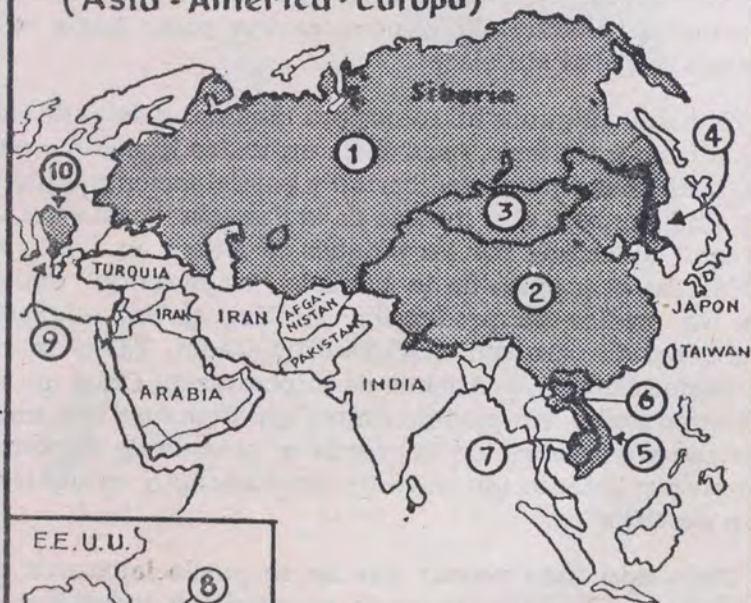 (Asia - America - Europa)
Siberia
1
4
10
3
2
TURQUIA
IRAK
IRAN
AFGA-
NISTAN
PAKISTAN
JAPON
TAIWAN
9
ARABIA
INDIA
6
7
5
E.E.U.U.
8